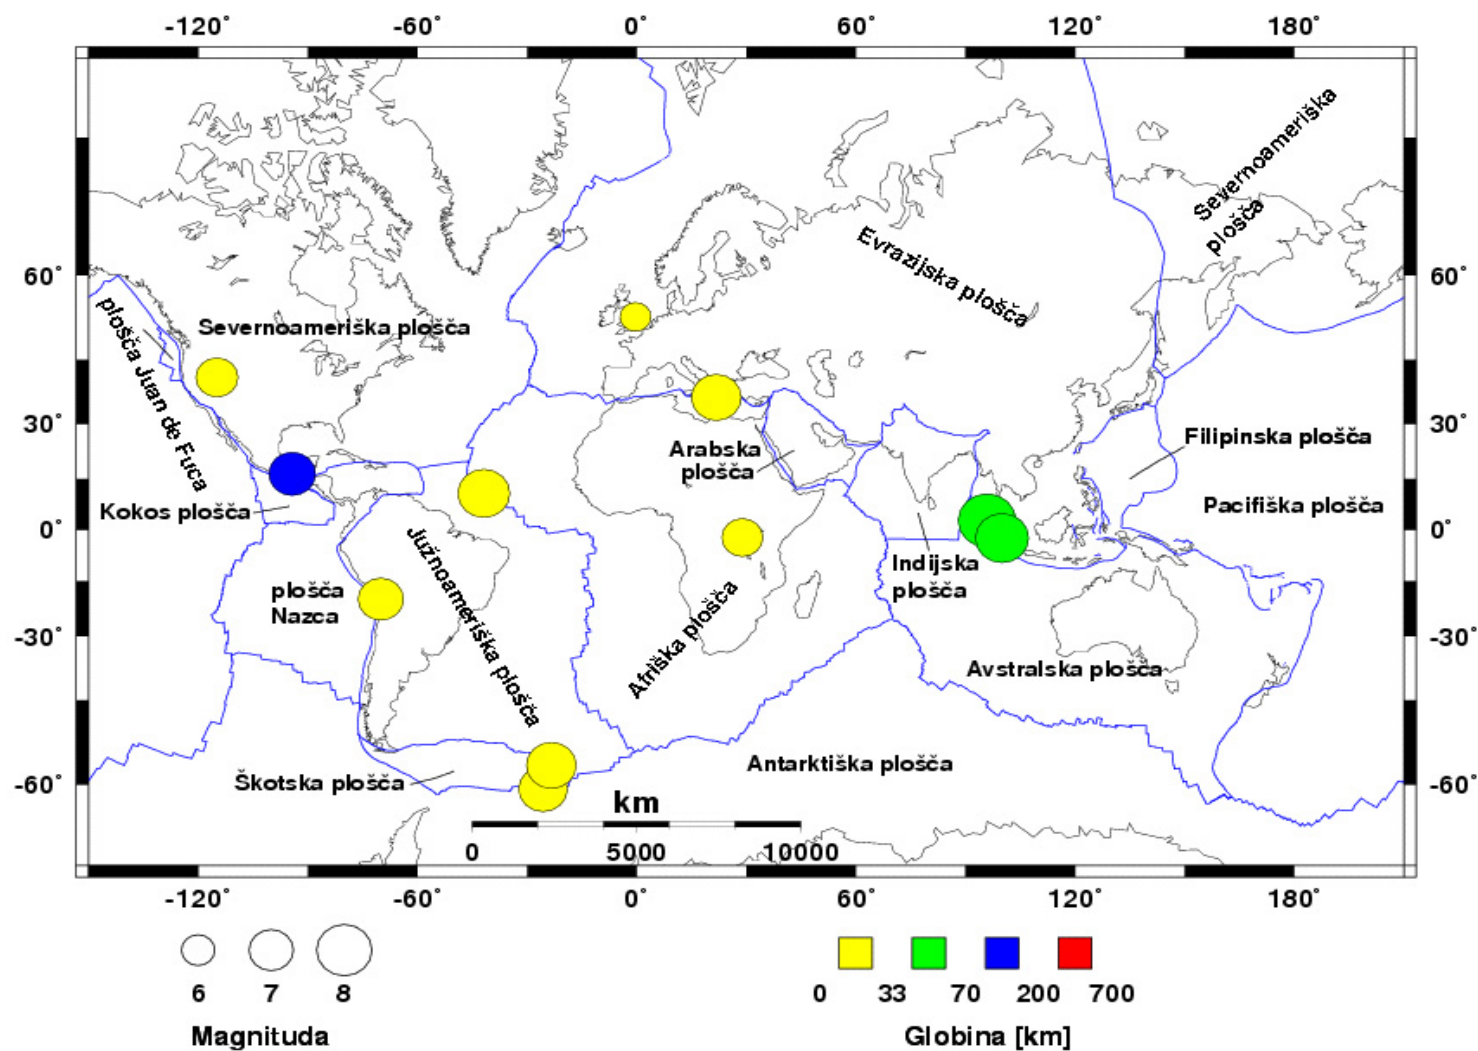 -120° -60° 0° 60° 120° 180°
Severnoameriška
plošča
Evrazijska plošča
60° 60°
plošča Juan de Fuca
Severnoameriška plošča
30° 30°
Filipinska plošča
Arabska
plošča
Kokos plošča
Pacifiška plošča
0° 0°
Južnoameriška plošča
Indijska
plošča
plošča
Nazca
Afriška plošča
-30° -30°
Avstralska plošča
Antarktiška plošča
Škotska plošča
-60° -60°
km
0 5000 10000
-120° -60° 0° 60° 120° 180°
6 7 8
0 33 70 200 700
Magnituda
Globina [km]